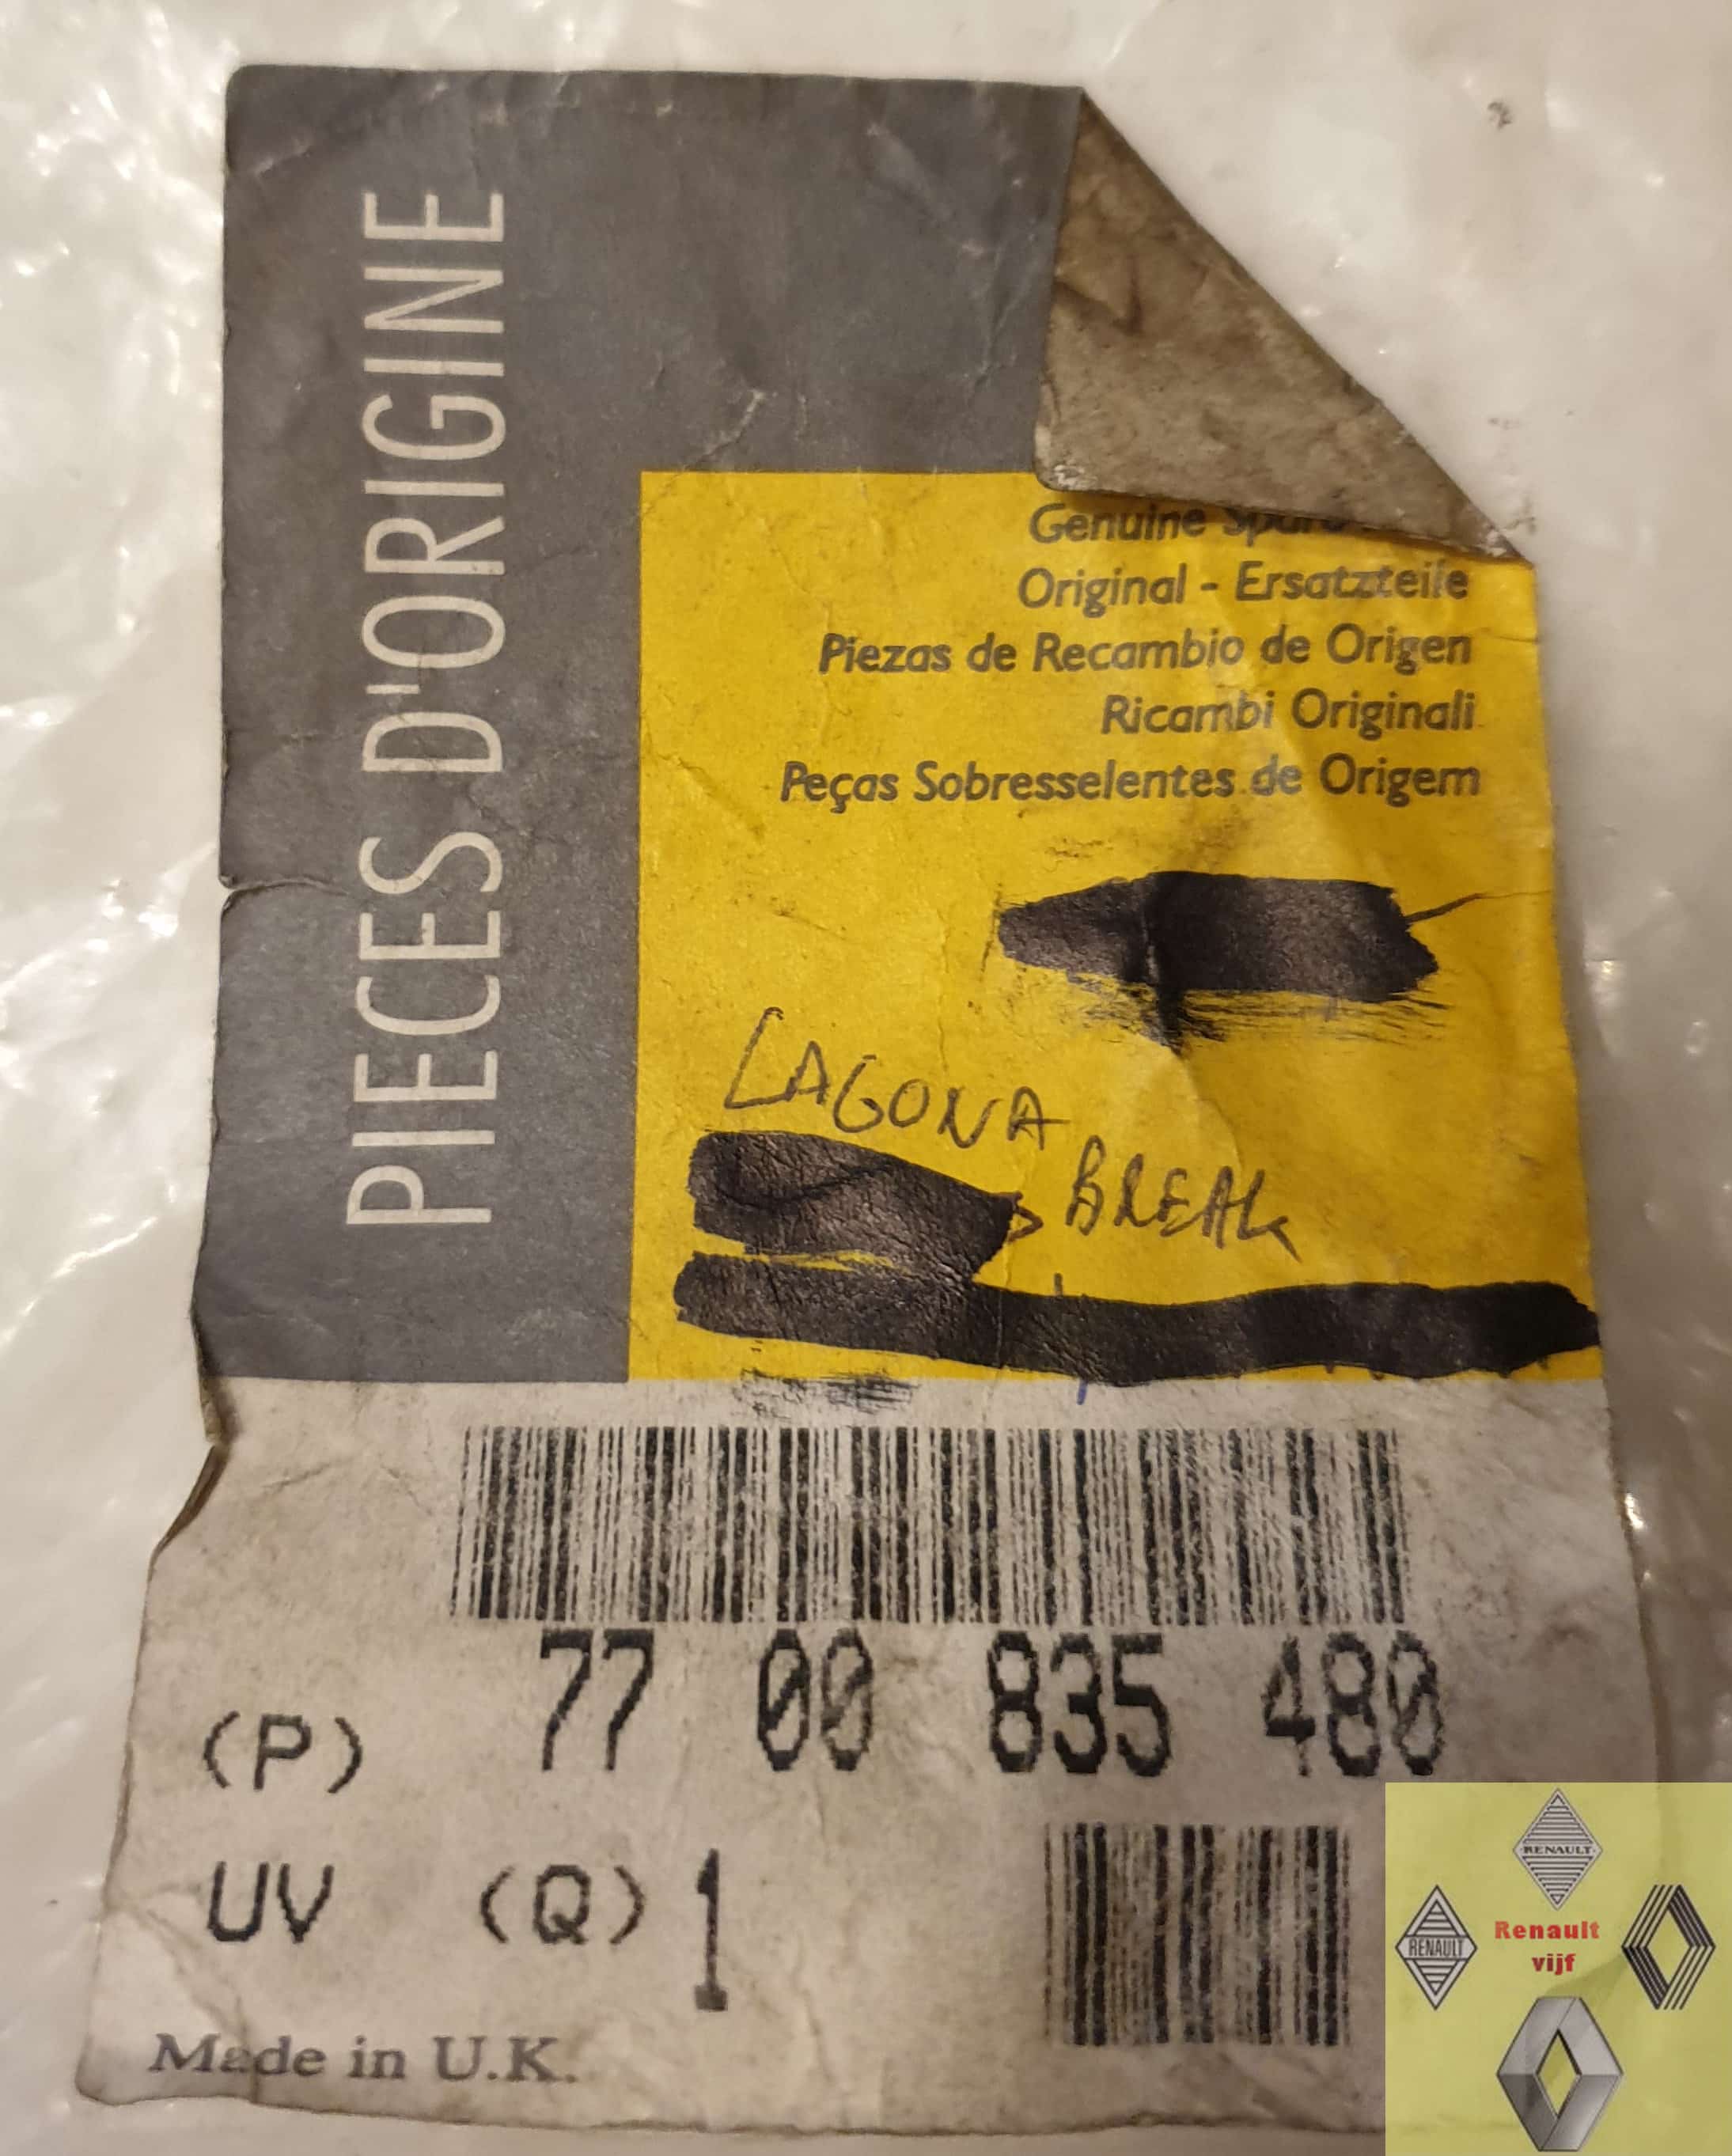 PIECES D'ORIGINE
Genuine
Original - Ersatzteile
Piezas de Recambio de Origen
Ricambi Originali
Peças Sobresselentes de Origem
LAGONA
BREAK
77 00 835 480
(P)
UV (Q) 1
Made in U.K.
RENAULT
RENAULT
Renault
vijf